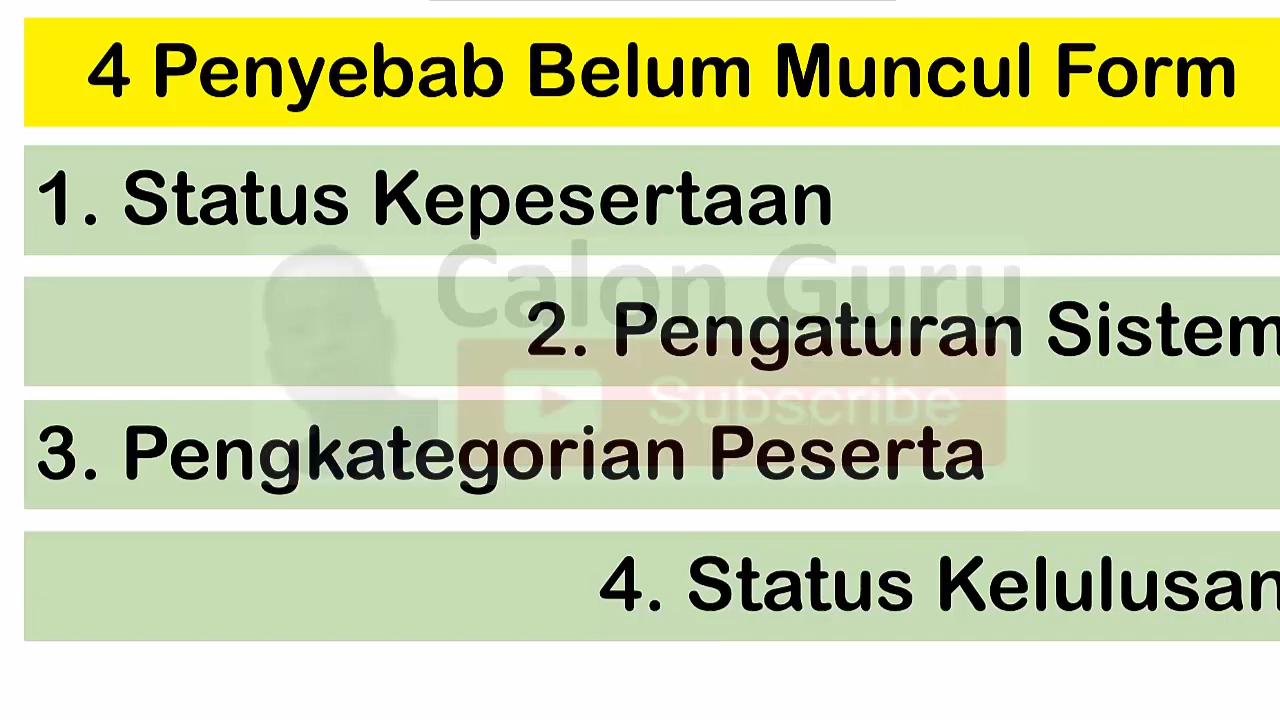 4 Penyebab Belum Muncul Form
1. Status Kepesertaan
Calon Guru
2. Pengaturan Sistem
Subscribe
3. Pengkategorian Peserta
4. Status Kelulusan